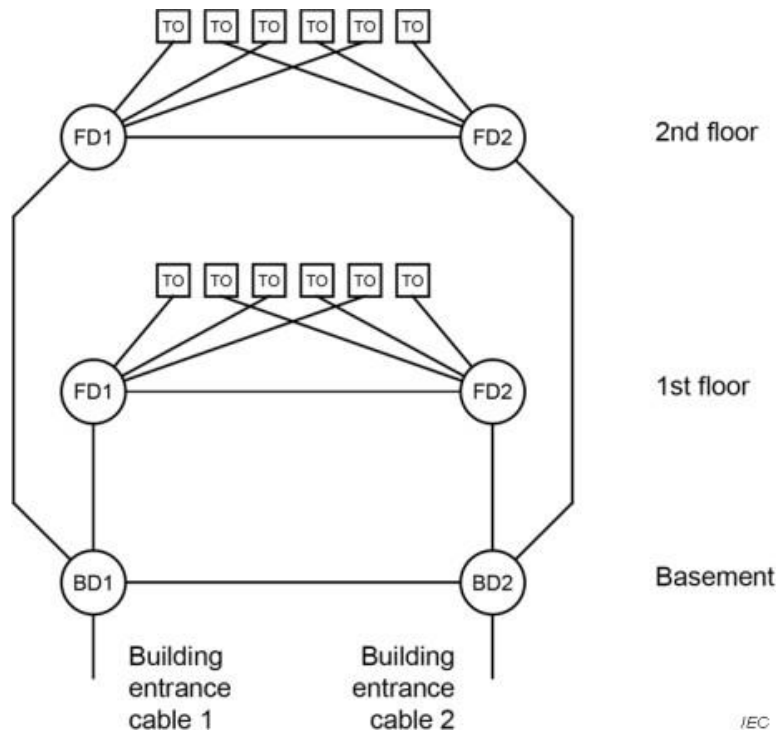 TO TO TO TO TO TO
FD1 FD2 2nd floor
TO TO TO TO TO TO
FD1 FD2 1st floor
BD1 BD2 Basement
Building
entrance
cable 1
Building
entrance
cable 2
IEC